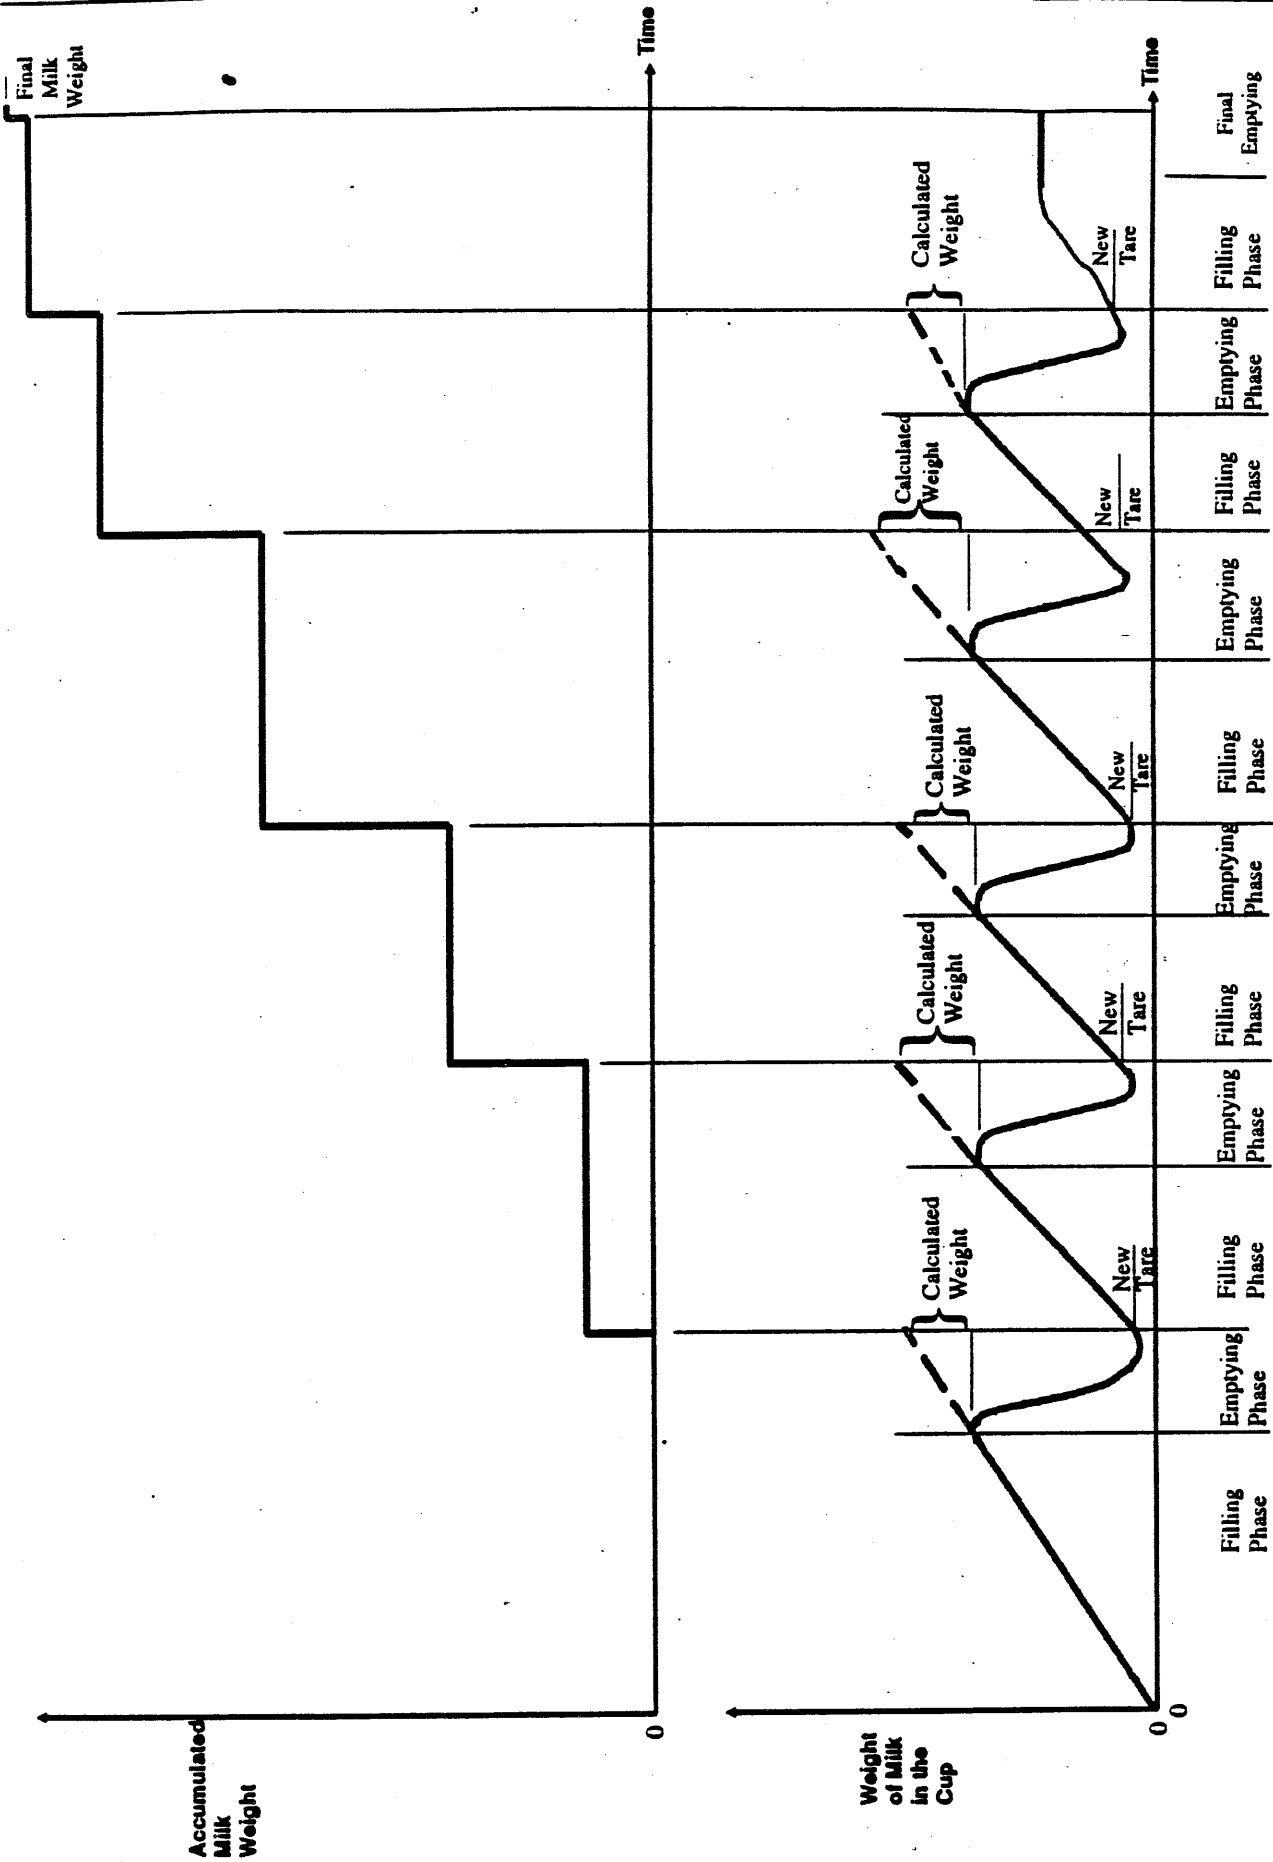 Accumulated
Milk
Weight
Final
Milk
Weight
0
Time
Weight
of Milk
in the
Cup
Calculated
Weight
Calculated
Weight
Calculated
Weight
Calculated
Weight
Calculated
Weight
New
Tare
New
Tare
New
Tare
New
Tare
New
Tare
0
0
Time
Filling
Phase
Emptying
Phase
Filling
Phase
Emptying
Phase
Filling
Phase
Emptying
Phase
Filling
Phase
Emptying
Phase
Filling
Phase
Emptying
Phase
Filling
Phase
Final
Emptying